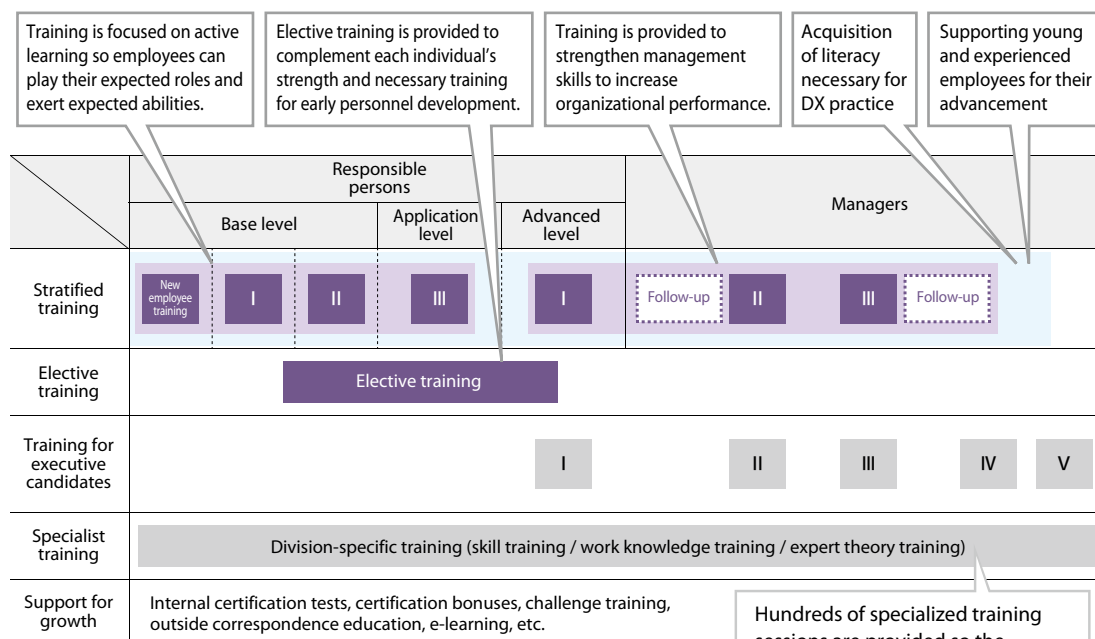 Training is focused on active
learning so employees can
play their expected roles and
exert expected abilities.
Elective training is provided to
complement each individual's
strength and necessary training
for early personnel development.
Training is provided to
strengthen management
skills to increase
organizational performance.
Acquisition
of literacy
necessary for
DX practice
Supporting young
and experienced
employees for their
advancement
Responsible
persons
Managers
Base level
Application
level
Advanced
level
Stratified
training
New
employee
training
I
II
III
I
Follow-up
II
III
Follow-up
Elective
training
Elective training
Training for
executive
candidates
I
II
III
IV
V
Specialist
training
Division-specific training (skill training / work knowledge training / expert theory training)
Support for
growth
Internal certification tests, certification bonuses, challenge training,
outside correspondence education, e-learning, etc.
Hundreds of specialized training
sessions are provided so the